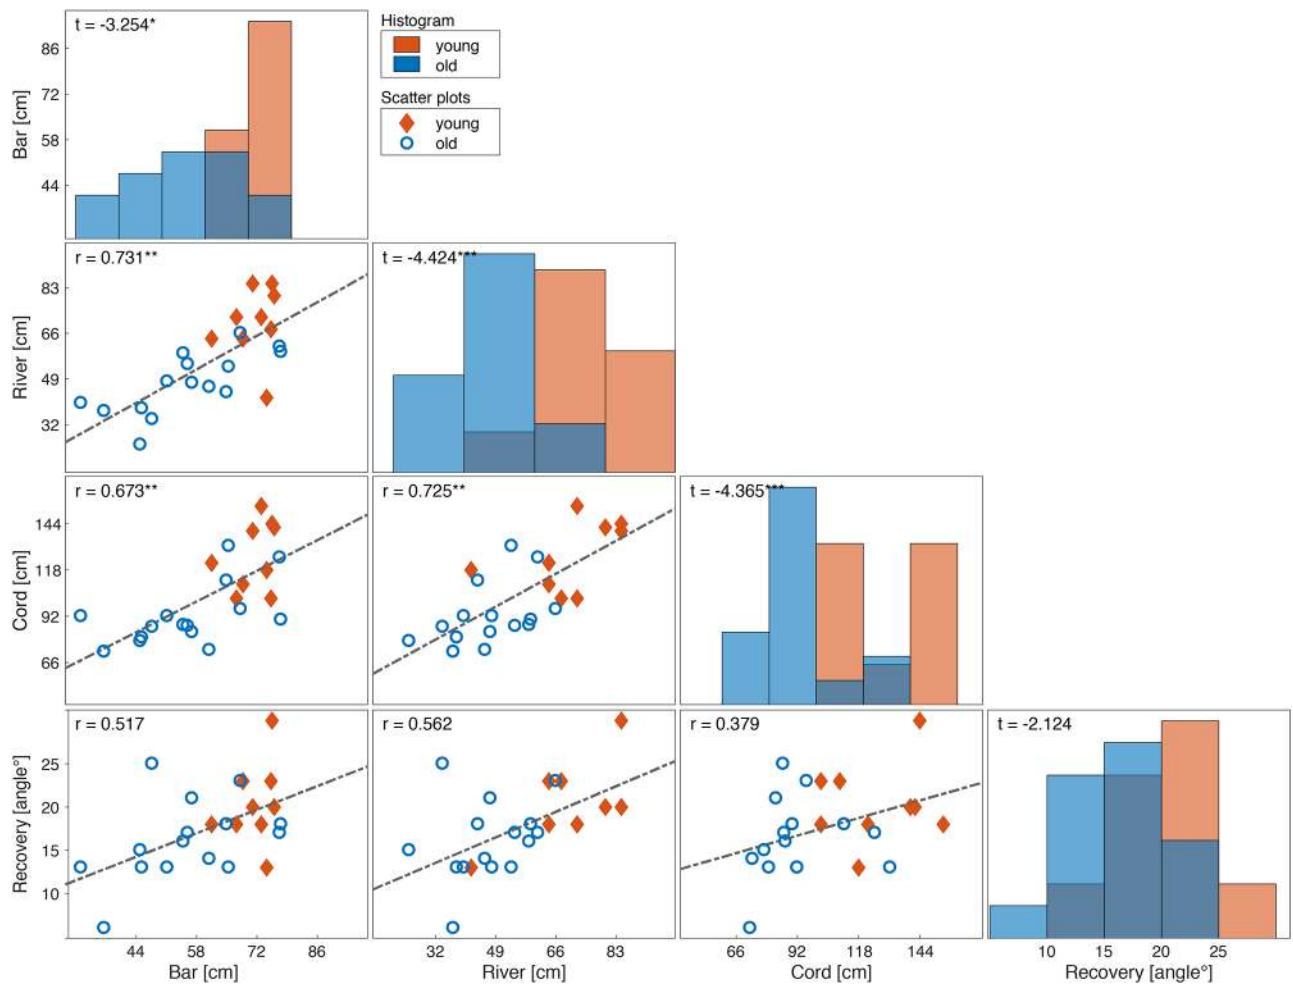 t = -3.254*
Histogram
young
old
Scatter plots
young
old
Bar [cm]
86
72
58
44
r = 0.731**
t = -4.424***
River [cm]
83
66
49
32
r = 0.673**
r = 0.725**
t = -4.365***
Cord [cm]
144
118
92
66
r = 0.517
r = 0.562
r = 0.379
t = -2.124
Recovery [angle°]
25
20
15
10
44 58 72 86
32 49 66 83
66 92 118 144
10 15 20 25
Bar [cm]
River [cm]
Cord [cm]
Recovery [angle°]